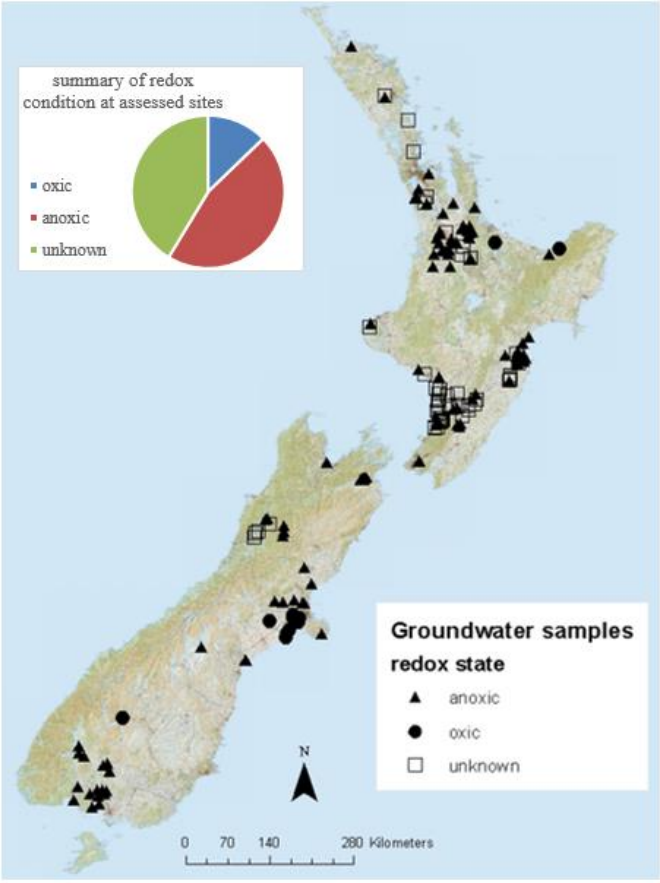 summary of redox
condition at assessed sites
oxic
anoxic
unknown
Groundwater samples
redox state
anoxic
oxic
unknown
N
0 70 140 280 Kilometers